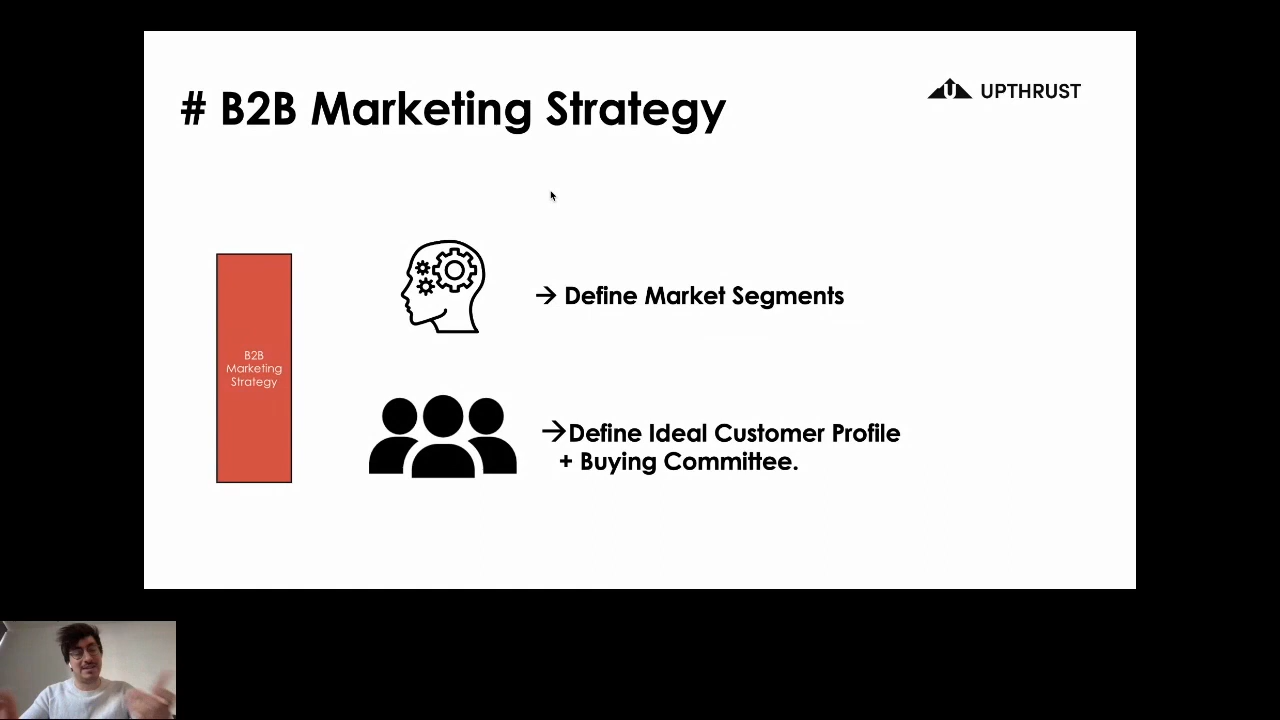 # B2B Marketing Strategy
UPTHRUST
→ Define Market Segments
B2B
Marketing
Strategy
→Define Ideal Customer Profile
+ Buying Committee.